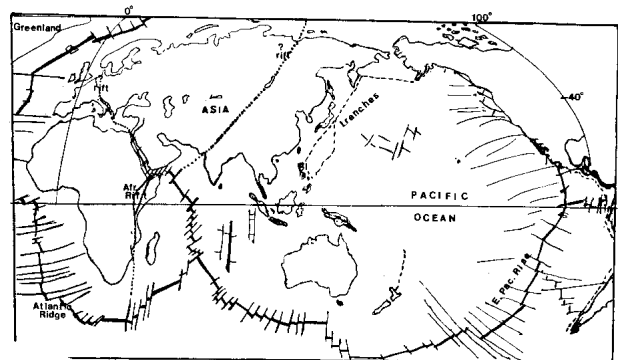 0°
100°
Greenland
?
rift
?
rift
ASIA
trenches
40°
Afr.
Rift
PACIFIC
OCEAN
E. Pac. Rise
Atlantic
Ridge